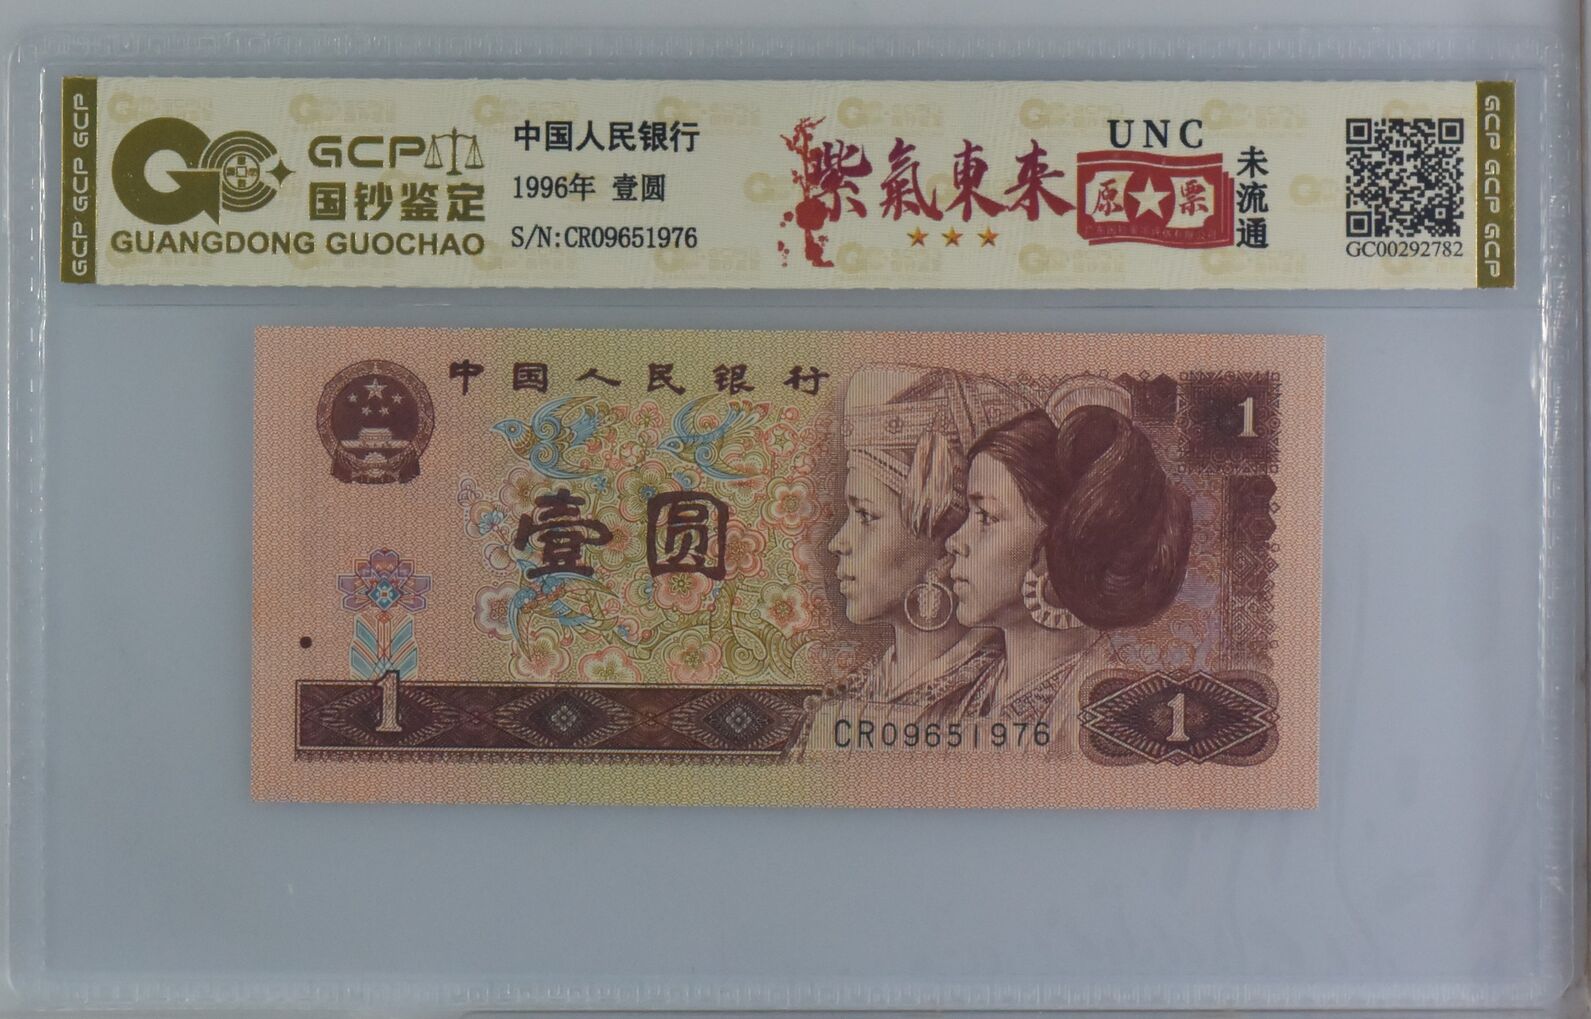 GCP GCP GCP
GCP
国钞鉴定
GUANGDONG GUOCHAO
中国人民银行
1996年 壹圆
S/N:CR09651976
紫氣東来
UNC
原★票
未流通
GC00292782
GCP GCP GCP
中国人民银行
1
壹圆
1
CR09651976
1